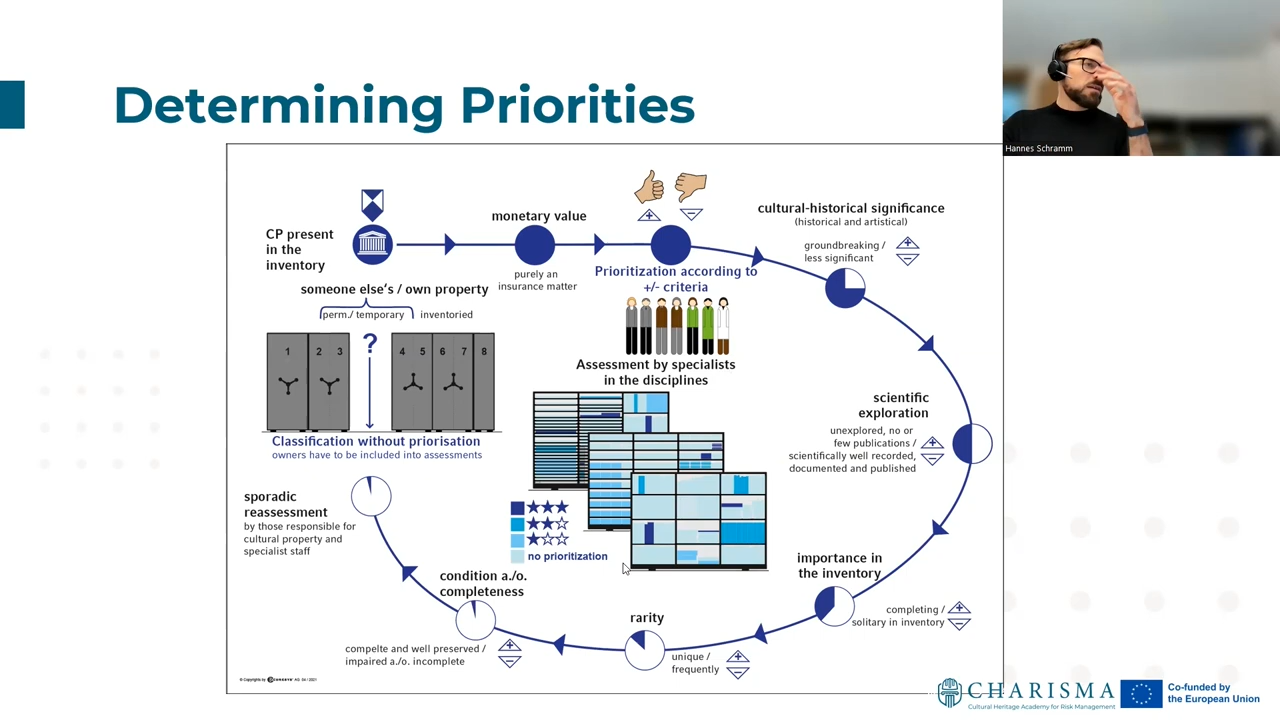 Determining Priorities
Hannes Schramm
CP present
in the
inventory
monetary value
purely an
insurance matter
Prioritization according to
+/- criteria
cultural-historical significance
(historical and artistical)
groundbreaking /
less significant
someone else's / own property
perm./ temporary
inventoried
1
2
3
?
4
5
6
7
8
Classification without priorisation
owners have to be included into assessments
Assessment by specialists
in the disciplines
scientific
exploration
unexplored, no or
few publications /
scientifically well recorded,
documented and published
sporadic
reassessment
by those responsible for
cultural property and
specialist staff
no prioritization
importance in
the inventory
completing /
solitary in inventory
condition a./o.
completeness
compelte and well preserved /
impaired a./o. incomplete
rarity
unique /
frequently
CHARISMA
Cultural Heritage Academy for Risk Management
Co-funded by
the European Union